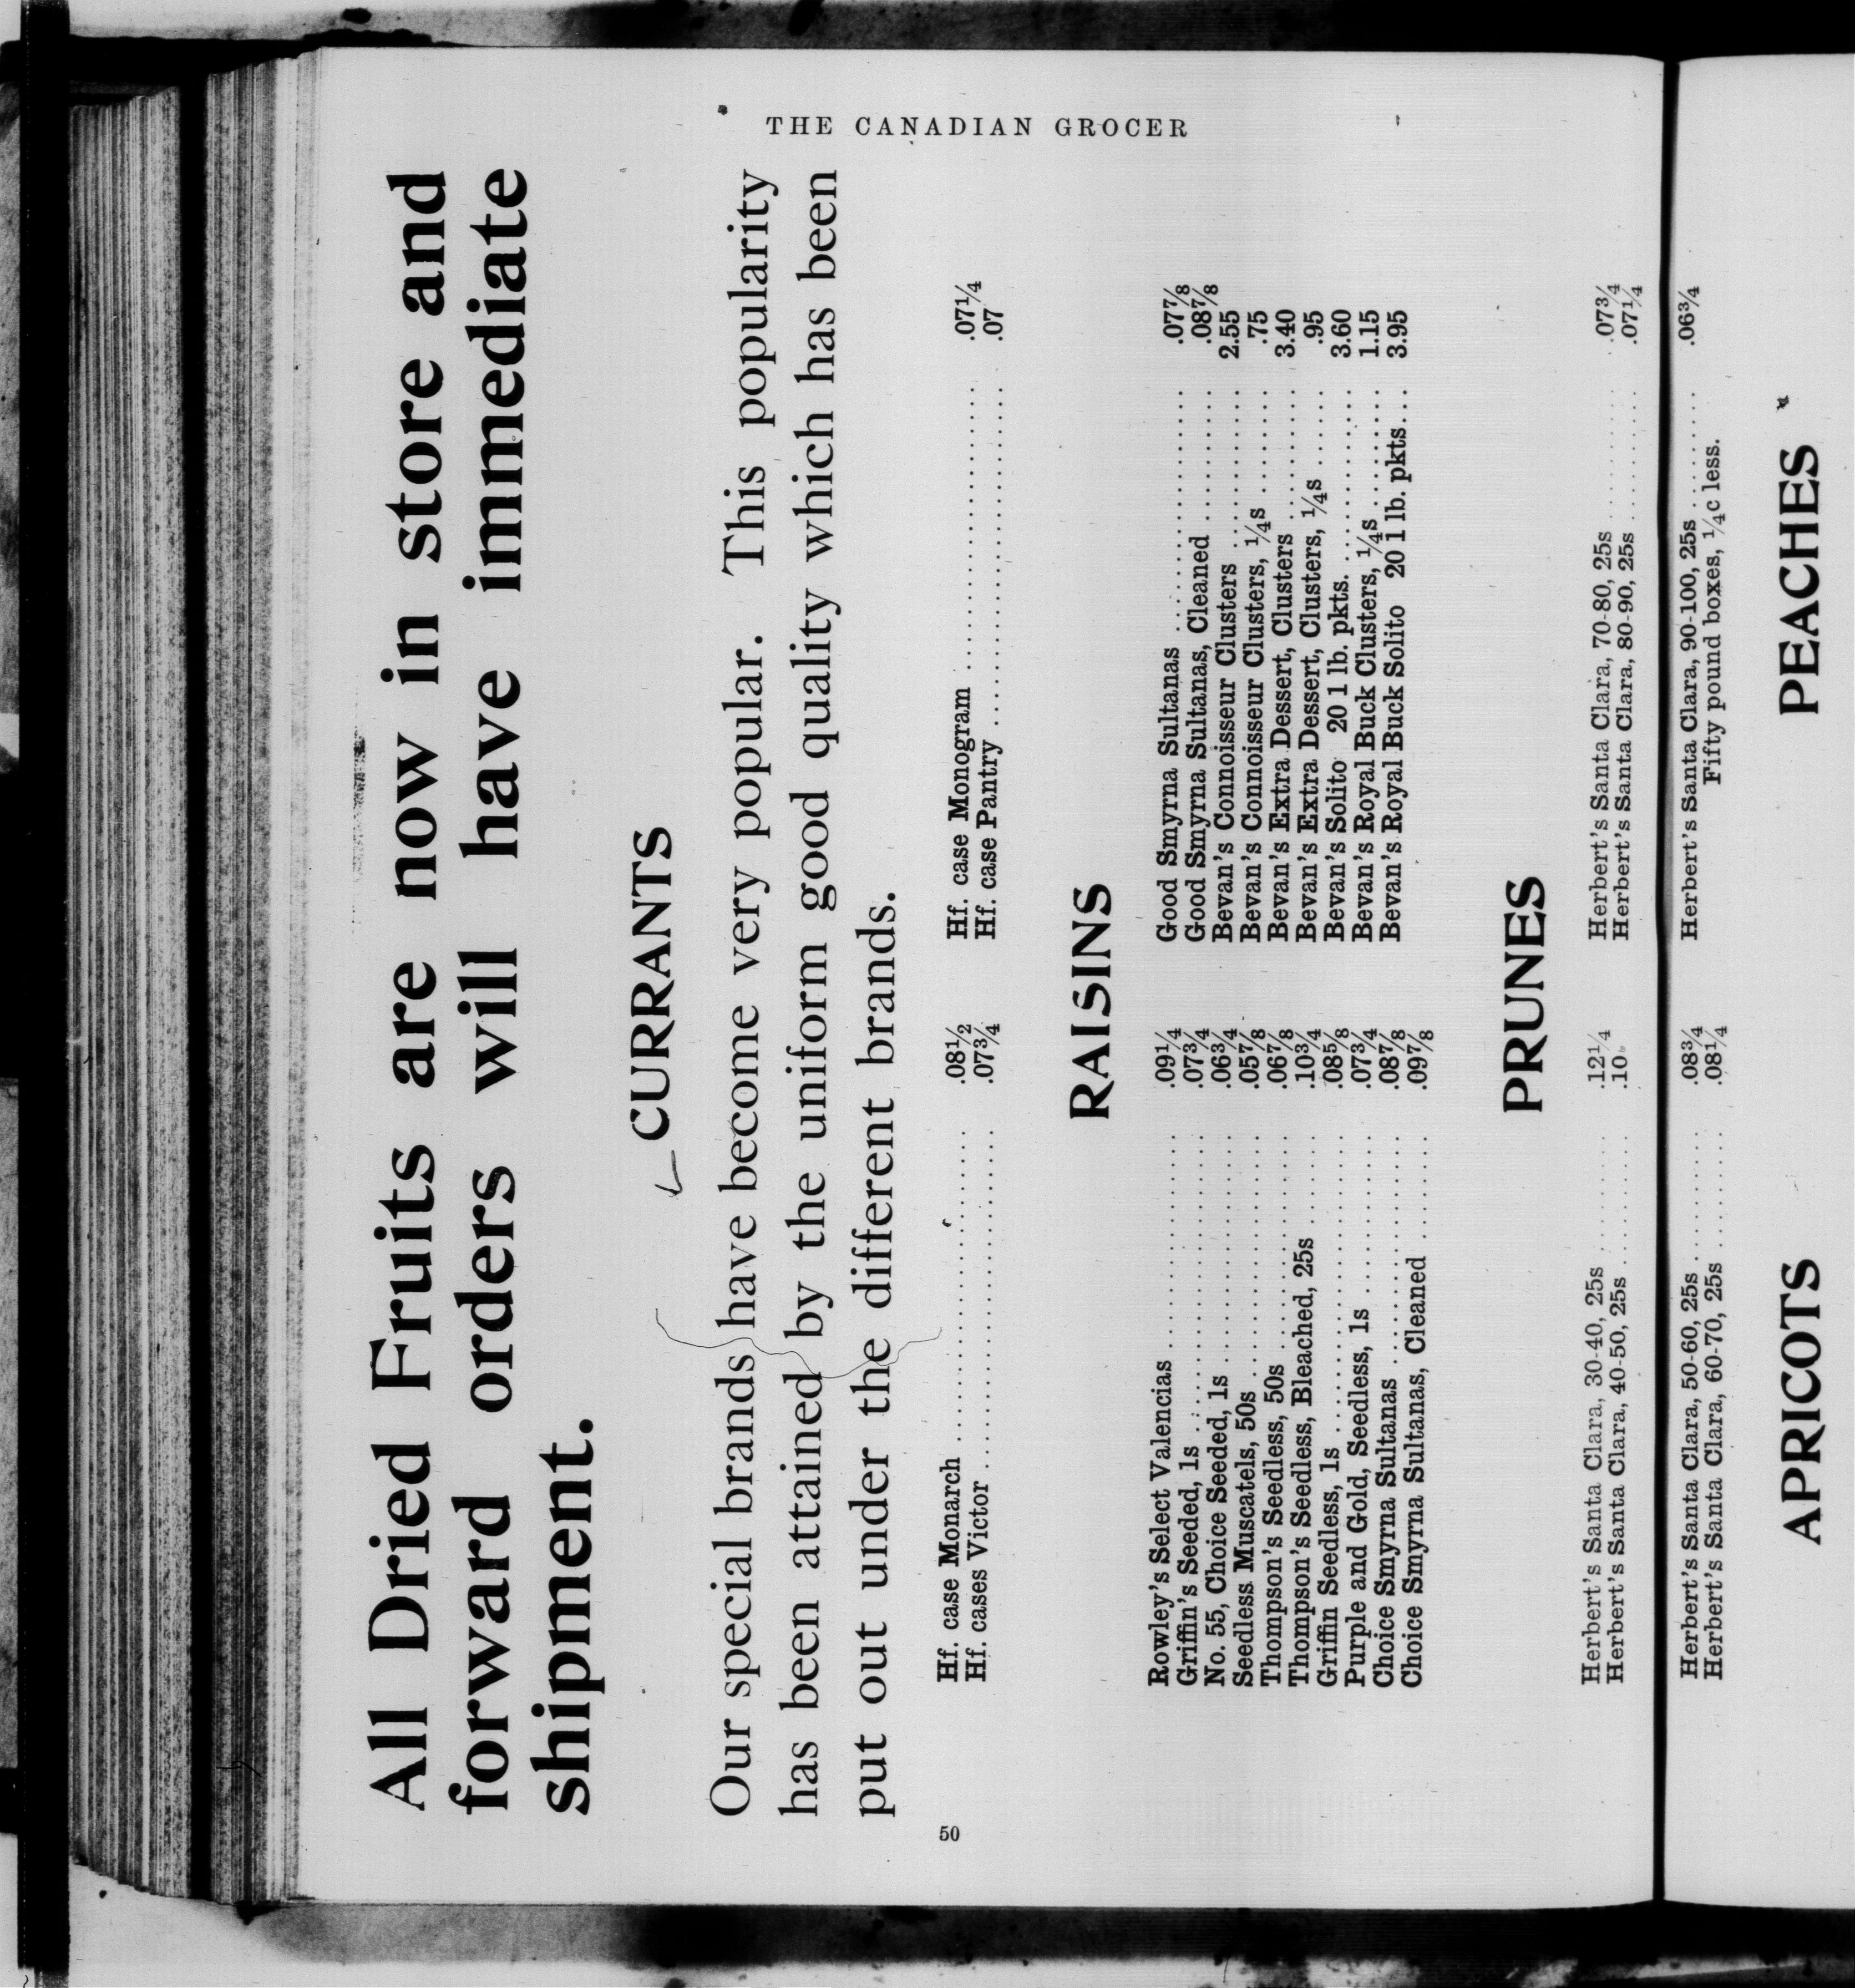 THE CANADIAN GROCER
All Dried Fruits are now in store and
forward orders will have immediate
shipment.
CURRANTS
Our special brands have become very popular. This popularity
has been attained by the uniform good quality which has been
put out under the different brands.
Hf. case Monarch .08½
Hf. cases Victor .07¾
Hf. case Monogram .07¼
Hf. case Pantry .07
RAISINS
Rowley's Select Valencias .09¼
Griffin's Seeded, 1s .07¾
No. 55, Choice Seeded, 1s .06¾
Seedless Muscatels, 50s .05⅞
Thompson's Seedless, 50s .06⅞
Thompson's Seedless, Bleached, 25s .10¾
Griffin Seedless, 1s .08⅝
Purple and Gold, Seedless, 1s .07¾
Choice Smyrna Sultanas .08⅞
Choice Smyrna Sultanas, Cleaned .09⅞
Good Smyrna Sultanas .07⅞
Good Smyrna Sultanas, Cleaned .08⅞
Bevan's Connoisseur Clusters 2.55
Bevan's Connoisseur Clusters, ¼s .75
Bevan's Extra Dessert, Clusters 3.40
Bevan's Extra Dessert, Clusters, ¼s .95
Bevan's Solito 20 1 lb. pkts. 3.60
Bevan's Royal Buck Clusters, ¼s 1.15
Bevan's Royal Buck Solito 20 1 lb. pkts. 3.95
PRUNES
Herbert's Santa Clara, 30-40, 25s .12¼
Herbert's Santa Clara, 40-50, 25s .10
Herbert's Santa Clara, 70-80, 25s .07¾
Herbert's Santa Clara, 80-90, 25s .07¼
50
Herbert's Santa Clara, 50-60, 25s .08¾
Herbert's Santa Clara, 60-70, 25s .08¼
Herbert's Santa Clara, 90-100, 25s .06¾
Fifty pound boxes, ¼c less.
APRICOTS
PEACHES